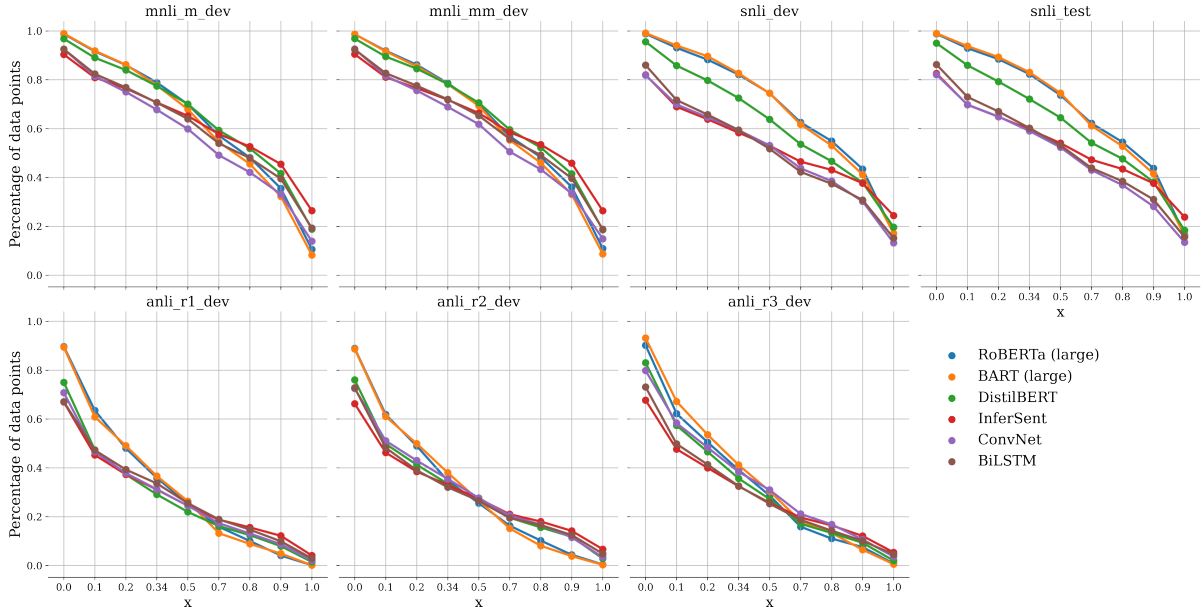 mnli_m_dev
mnli_mm_dev
snli_dev
snli_test
Percentage of data points
1.0
0.8
0.6
0.4
0.2
0.0
0.0 0.1 0.2 0.34 0.5 0.7 0.8 0.9 1.0
x
anli_r1_dev
anli_r2_dev
anli_r3_dev
Percentage of data points
1.0
0.8
0.6
0.4
0.2
0.0
0.0 0.1 0.2 0.34 0.5 0.7 0.8 0.9 1.0
x
0.0 0.1 0.2 0.34 0.5 0.7 0.8 0.9 1.0
x
0.0 0.1 0.2 0.34 0.5 0.7 0.8 0.9 1.0
x
RoBERTa (large)
BART (large)
DistilBERT
InferSent
ConvNet
BiLSTM